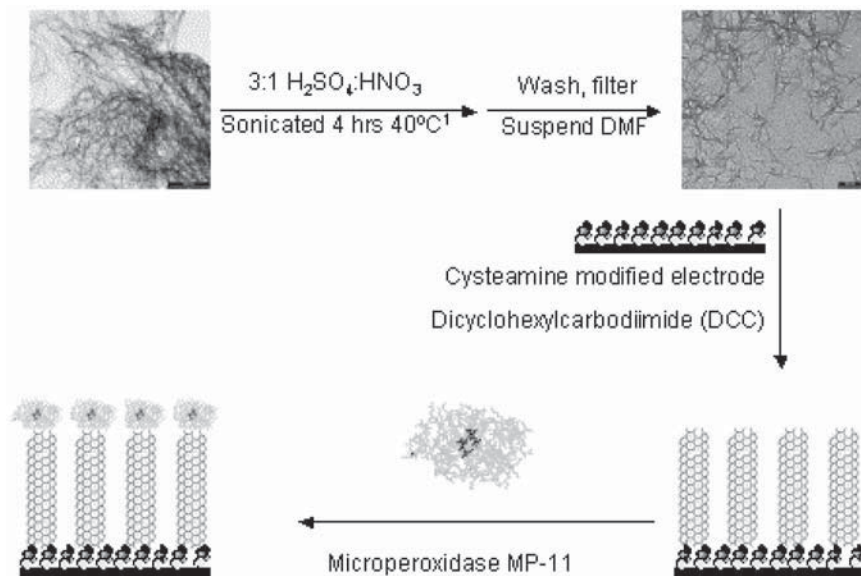 3:1 H₂SO₄:HNO₃
Sonicated 4 hrs 40ºC¹
Wash, filter
Suspend DMF
Cysteamine modified electrode
Dicyclohexylcarbodiimide (DCC)
Microperoxidase MP-11